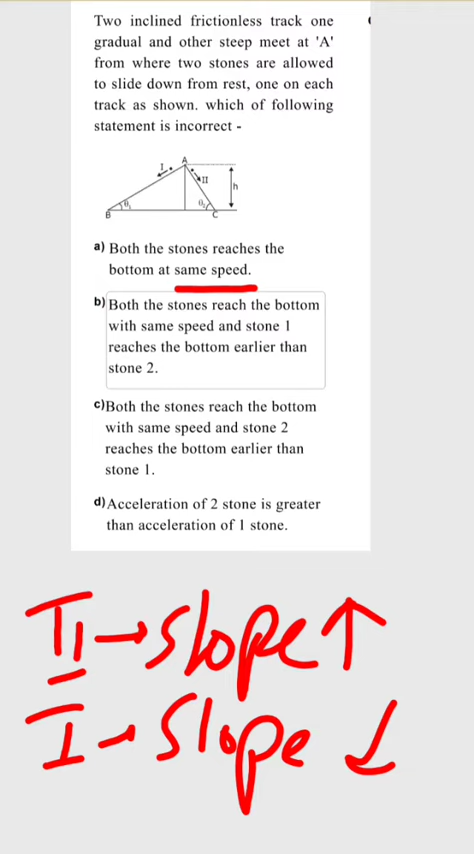 Two inclined frictionless track one
gradual and other steep meet at 'A'
from where two stones are allowed
to slide down from rest, one on each
track as shown. which of following
statement is incorrect -
A
I
II
h
θ₁
θ₂
B
C
a) Both the stones reaches the
bottom at same speed.
b) Both the stones reach the bottom
with same speed and stone 1
reaches the bottom earlier than
stone 2.
c)Both the stones reach the bottom
with same speed and stone 2
reaches the bottom earlier than
stone 1.
d)Acceleration of 2 stone is greater
than acceleration of 1 stone.
II→slope↑
I→Slope↓